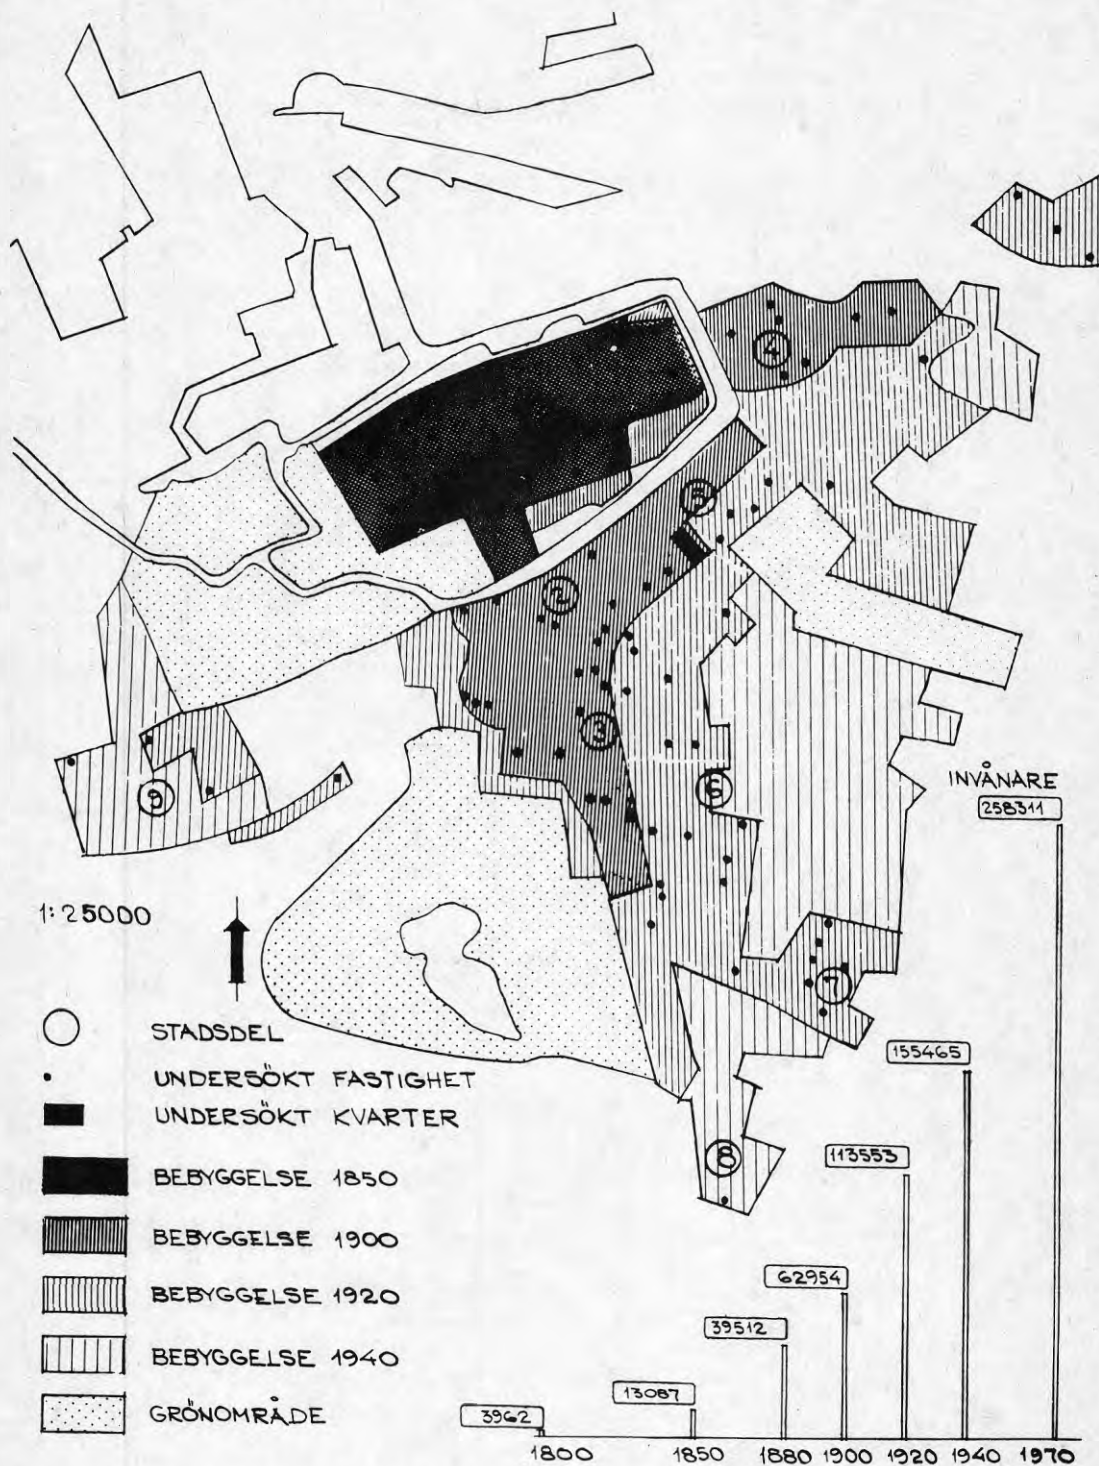 4
5
2
3
6
9
7
8
1:25000
STADSDEL
UNDERSÖKT FASTIGHET
UNDERSÖKT KVARTER
BEBYGGELSE 1850
BEBYGGELSE 1900
BEBYGGELSE 1920
BEBYGGELSE 1940
GRÖNOMRÅDE
INVÅNARE
258311
155465
113553
62954
39512
13087
3962
1800 1850 1880 1900 1920 1940 1970